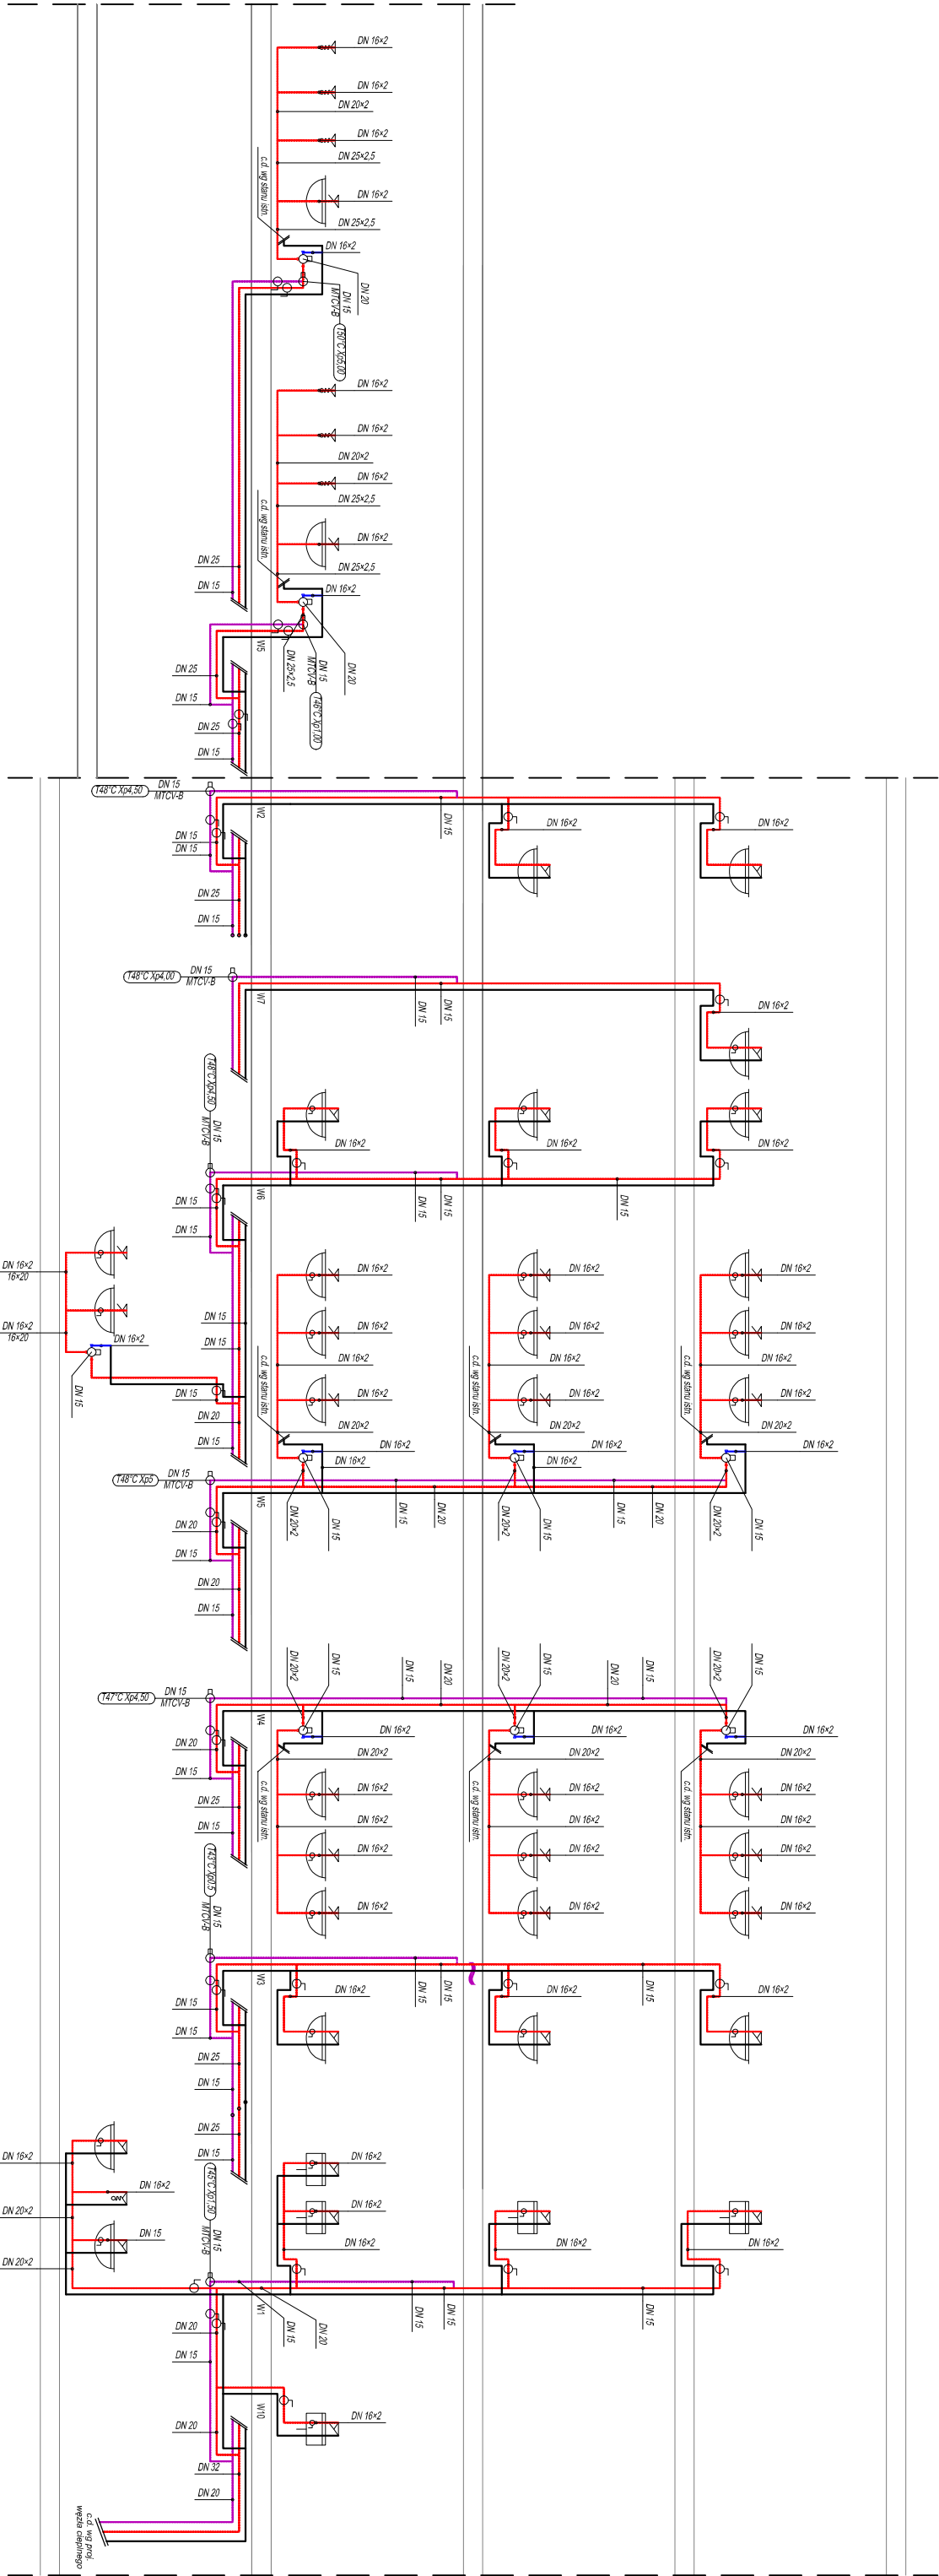 DN 16×2
DN 16×2
DN 20×2
DN 16×2
DN 25×2,5
c.d. wg stanu istn.
DN 16×2
DN 25×2,5
DN 16×2
DN 20
DN 15
MTCV-B
T50°C Xp5,00
DN 16×2
DN 16×2
DN 20×2
DN 16×2
DN 25×2,5
c.d. wg stanu istn.
DN 16×2
DN 25
DN 25×2,5
DN 15
DN 16×2
W5
DN 25
DN 25×2,5
DN 15
MTCV-B
DN 20
T46°C Xp1,00
DN 15
DN 25
DN 15
T48°C Xp4,50
DN 15
MTCV-B
W2
DN 15
DN 16×2
DN 16×2
DN 15
DN 15
DN 25
DN 15
T48°C Xp4,00
DN 15
MTCV-B
W7
DN 15
DN 15
DN 16×2
T48°C Xp4,50
DN 15
MTCV-B
DN 16×2
DN 16×2
DN 16×2
W6
DN 15
DN 15
DN 15
DN 15
DN 15
DN 16×2
16×20
DN 16×2
DN 16×2
DN 16×2
DN 16×2
16×20
DN 16×2
DN 15
DN 15
DN 15
DN 16×2
DN 16×2
DN 16×2
c.d. wg stanu istn.
DN 16×2
c.d. wg stanu istn.
DN 16×2
c.d. wg stanu istn.
DN 16×2
DN 15
DN 16×2
DN 16×2
DN 16×2
DN 20
DN 20×2
DN 20×2
DN 20×2
DN 15
DN 16×2
DN 16×2
DN 16×2
DN 16×2
DN 16×2
T48°C Xp5
DN 15
MTCV-B
W5
DN 20×2
DN 15
DN 15
DN 20
DN 20×2
DN 15
DN 15
DN 20
DN 20×2
DN 15
DN 20
DN 15
DN 20
DN 15
DN 20×2
DN 15
DN 15
DN 20
DN 20×2
DN 15
DN 20
DN 15
DN 20×2
DN 15
T47°C Xp4,50
DN 15
MTCV-B
W4
DN 16×2
DN 16×2
DN 16×2
DN 20
DN 20×2
DN 20×2
DN 20×2
DN 15
c.d. wg stanu istn.
DN 16×2
c.d. wg stanu istn.
DN 16×2
c.d. wg stanu istn.
DN 16×2
DN 25
DN 16×2
DN 16×2
DN 16×2
DN 15
DN 16×2
DN 16×2
DN 16×2
T43°C Xp0,5
DN 15
MTCV-B
DN 16×2
DN 16×2
DN 16×2
W3
DN 15
DN 15
DN 15
DN 16×2
DN 16×2
DN 16×2
DN 15
DN 15
DN 25
DN 15
DN 25
DN 15
DN 16×2
DN 16×2
DN 16×2
T45°C Xp1,50
DN 15
MTCV-B
DN 20×2
DN 15
DN 16×2
DN 16×2
DN 16×2
DN 16×2
DN 20×2
W1
DN 15
DN 20
DN 15
DN 15
DN 15
DN 20
DN 15
W10
DN 16×2
DN 20
DN 32
DN 20
c.d. wg proj.
węzła cieplnego